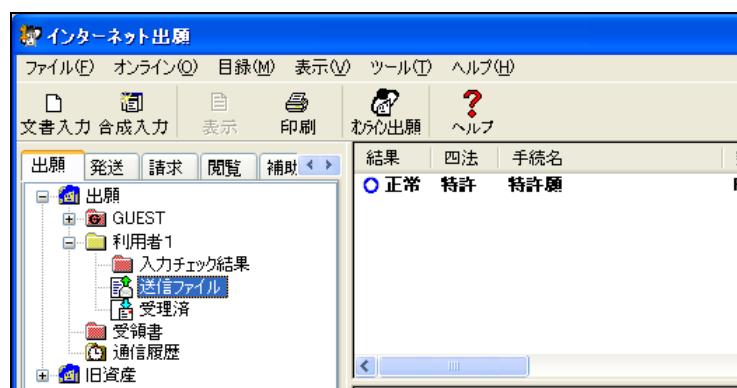 インターネット出願
ファイル(F) オンライン(O) 目録(M) 表示(V) ツール(T) ヘルプ(H)
文書入力 合成入力 表示 印刷 オンライン出願 ヘルプ
出願 発送 請求 閲覧 補助
結果 四法 手続名
正常 特許 特許願
出願
GUEST
利用者1
入力チェック結果
送信ファイル
受理済
受領書
通信履歴
旧資産